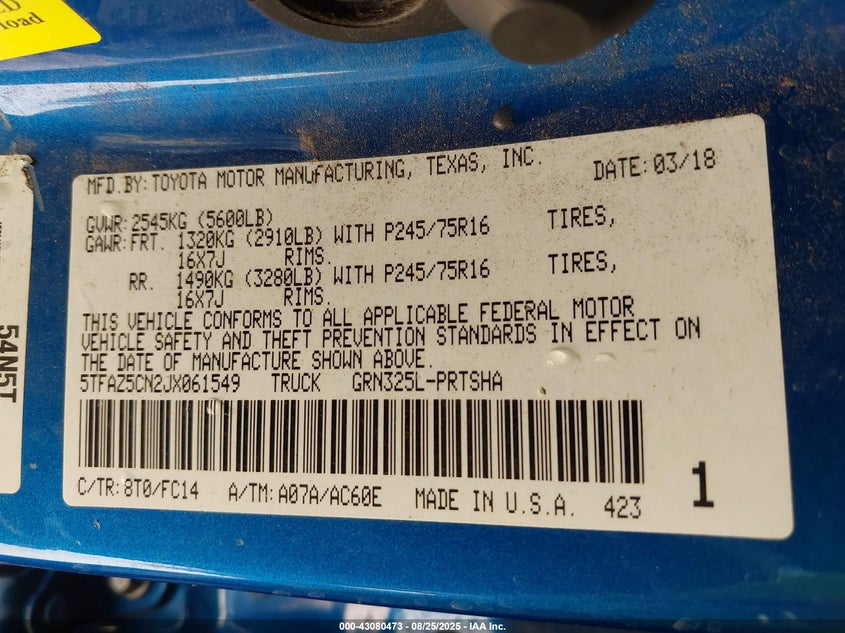 D
load
MFD.BY:TOYOTA MOTOR MANUFACTURING, TEXAS, INC. DATE:03/18
GVWR:2545KG (5600LB)
GAWR:FRT. 1320KG (2910LB) WITH P245/75R16 TIRES,
16X7J RIMS.
RR. 1490KG (3280LB) WITH P245/75R16 TIRES,
16X7J RIMS.
THIS VEHICLE CONFORMS TO ALL APPLICABLE FEDERAL MOTOR
VEHICLE SAFETY AND THEFT PREVENTION STANDARDS IN EFFECT ON
THE DATE OF MANUFACTURE SHOWN ABOVE.
5TFAZ5CN2JX061549 TRUCK GRN325L-PRTSHA
C/TR:8T0/FC14 A/TM:A07A/AC60E MADE IN U.S.A. 423
1
54N5T
000-43080473 - 08/25/2025 - IAA Inc.